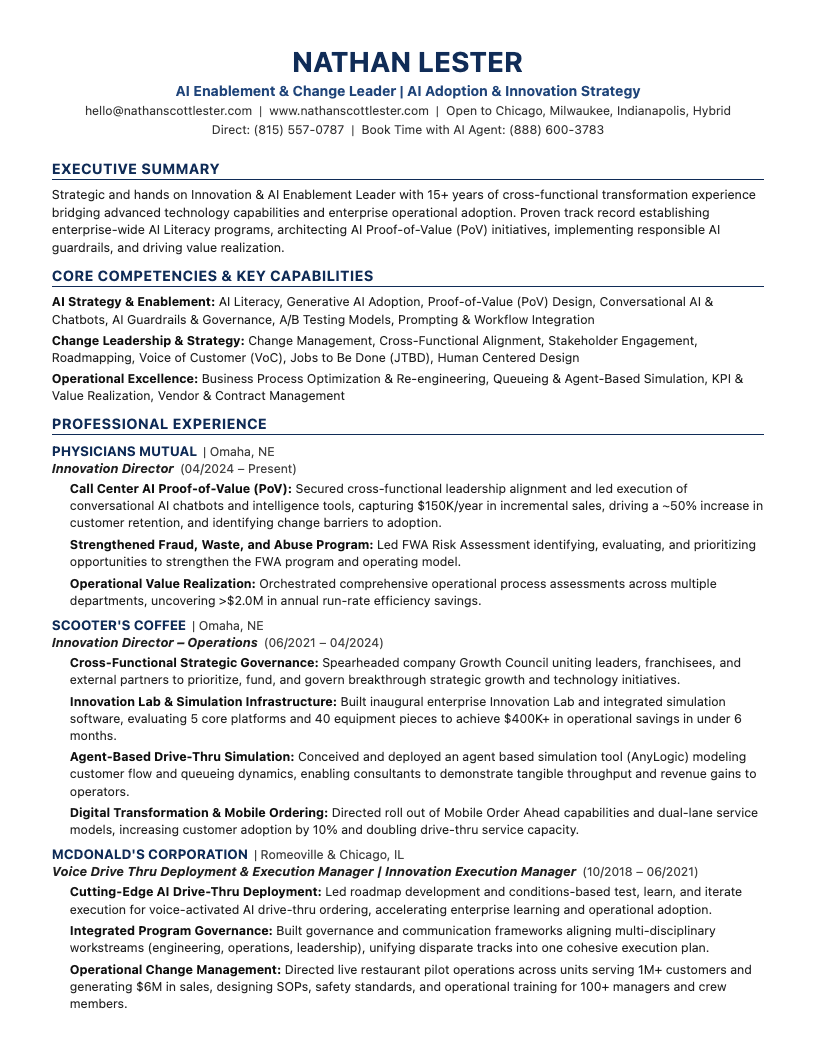 NATHAN LESTER
AI Enablement & Change Leader | AI Adoption & Innovation Strategy
hello@nathanscottlester.com | www.nathanscottlester.com | Open to Chicago, Milwaukee, Indianapolis, Hybrid
Direct: (815) 557-0787 | Book Time with AI Agent: (888) 600-3783
EXECUTIVE SUMMARY
Strategic and hands on Innovation & AI Enablement Leader with 15+ years of cross-functional transformation experience
bridging advanced technology capabilities and enterprise operational adoption. Proven track record establishing
enterprise-wide AI Literacy programs, architecting AI Proof-of-Value (PoV) initiatives, implementing responsible AI
guardrails, and driving value realization.
CORE COMPETENCIES & KEY CAPABILITIES
AI Strategy & Enablement: AI Literacy, Generative AI Adoption, Proof-of-Value (PoV) Design, Conversational AI &
Chatbots, AI Guardrails & Governance, A/B Testing Models, Prompting & Workflow Integration
Change Leadership & Strategy: Change Management, Cross-Functional Alignment, Stakeholder Engagement,
Roadmapping, Voice of Customer (VoC), Jobs to Be Done (JTBD), Human Centered Design
Operational Excellence: Business Process Optimization & Re-engineering, Queueing & Agent-Based Simulation, KPI &
Value Realization, Vendor & Contract Management
PROFESSIONAL EXPERIENCE
PHYSICIANS MUTUAL | Omaha, NE
Innovation Director (04/2024 – Present)
Call Center AI Proof-of-Value (PoV): Secured cross-functional leadership alignment and led execution of
conversational AI chatbots and intelligence tools, capturing $150K/year in incremental sales, driving a ~50% increase in
customer retention, and identifying change barriers to adoption.
Strengthened Fraud, Waste, and Abuse Program: Led FWA Risk Assessment identifying, evaluating, and prioritizing
opportunities to strengthen the FWA program and operating model.
Operational Value Realization: Orchestrated comprehensive operational process assessments across multiple
departments, uncovering >$2.0M in annual run-rate efficiency savings.
SCOOTER'S COFFEE | Omaha, NE
Innovation Director – Operations (06/2021 – 04/2024)
Cross-Functional Strategic Governance: Spearheaded company Growth Council uniting leaders, franchisees, and
external partners to prioritize, fund, and govern breakthrough strategic growth and technology initiatives.
Innovation Lab & Simulation Infrastructure: Built inaugural enterprise Innovation Lab and integrated simulation
software, evaluating 5 core platforms and 40 equipment pieces to achieve $400K+ in operational savings in under 6
months.
Agent-Based Drive-Thru Simulation: Conceived and deployed an agent based simulation tool (AnyLogic) modeling
customer flow and queueing dynamics, enabling consultants to demonstrate tangible throughput and revenue gains to
operators.
Digital Transformation & Mobile Ordering: Directed roll out of Mobile Order Ahead capabilities and dual-lane service
models, increasing customer adoption by 10% and doubling drive-thru service capacity.
MCDONALD'S CORPORATION | Romeoville & Chicago, IL
Voice Drive Thru Deployment & Execution Manager | Innovation Execution Manager (10/2018 – 06/2021)
Cutting-Edge AI Drive-Thru Deployment: Led roadmap development and conditions-based test, learn, and iterate
execution for voice-activated AI drive-thru ordering, accelerating enterprise learning and operational adoption.
Integrated Program Governance: Built governance and communication frameworks aligning multi-disciplinary
workstreams (engineering, operations, leadership), unifying disparate tracks into one cohesive execution plan.
Operational Change Management: Directed live restaurant pilot operations across units serving 1M+ customers and
generating $6M in sales, designing SOPs, safety standards, and operational training for 100+ managers and crew
members.